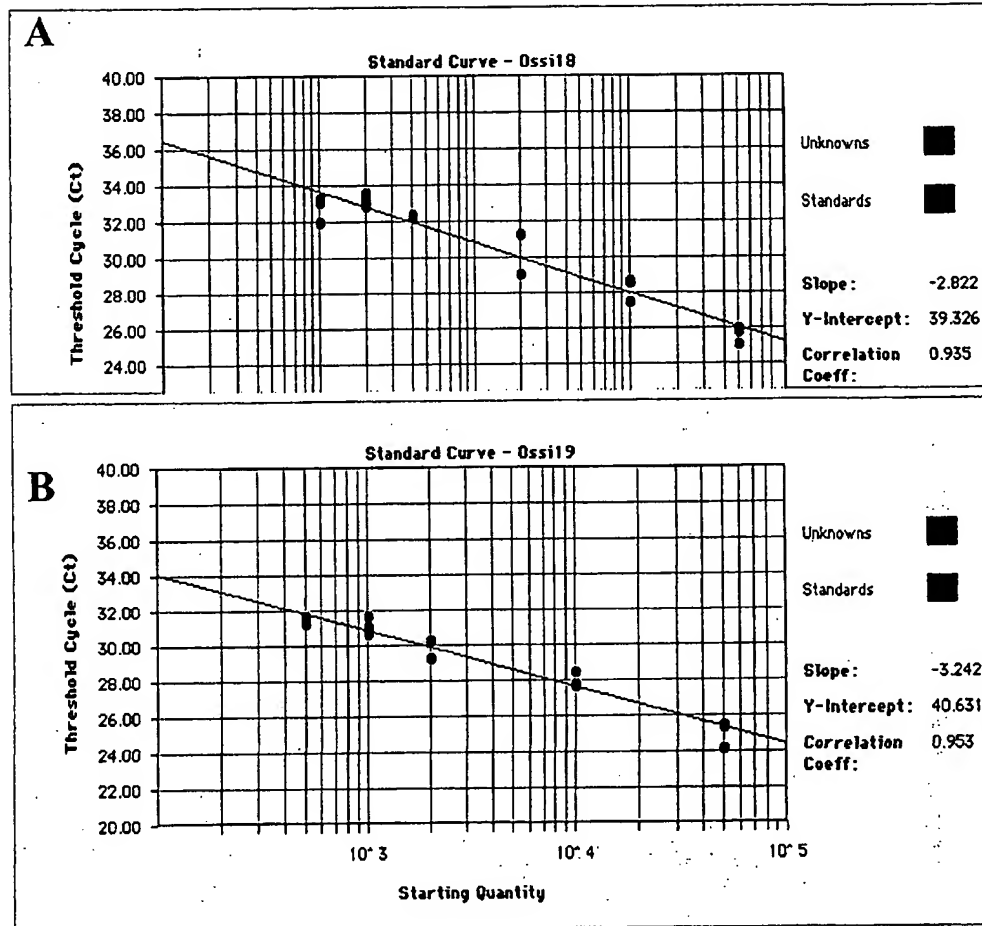 A
Standard Curve - Ossi18
40.00
38.00
36.00
34.00
32.00
30.00
28.00
26.00
24.00
Threshold Cycle (Ct)
Unknowns
Standards
Slope: -2.822
Y-Intercept: 39.326
Correlation 0.935
Coeff:
B
Standard Curve - Ossi19
40.00
38.00
36.00
34.00
32.00
30.00
28.00
26.00
24.00
22.00
20.00
Threshold Cycle (Ct)
10^3 10^4 10^5
Starting Quantity
Unknowns
Standards
Slope: -3.242
Y-Intercept: 40.631
Correlation 0.953
Coeff: